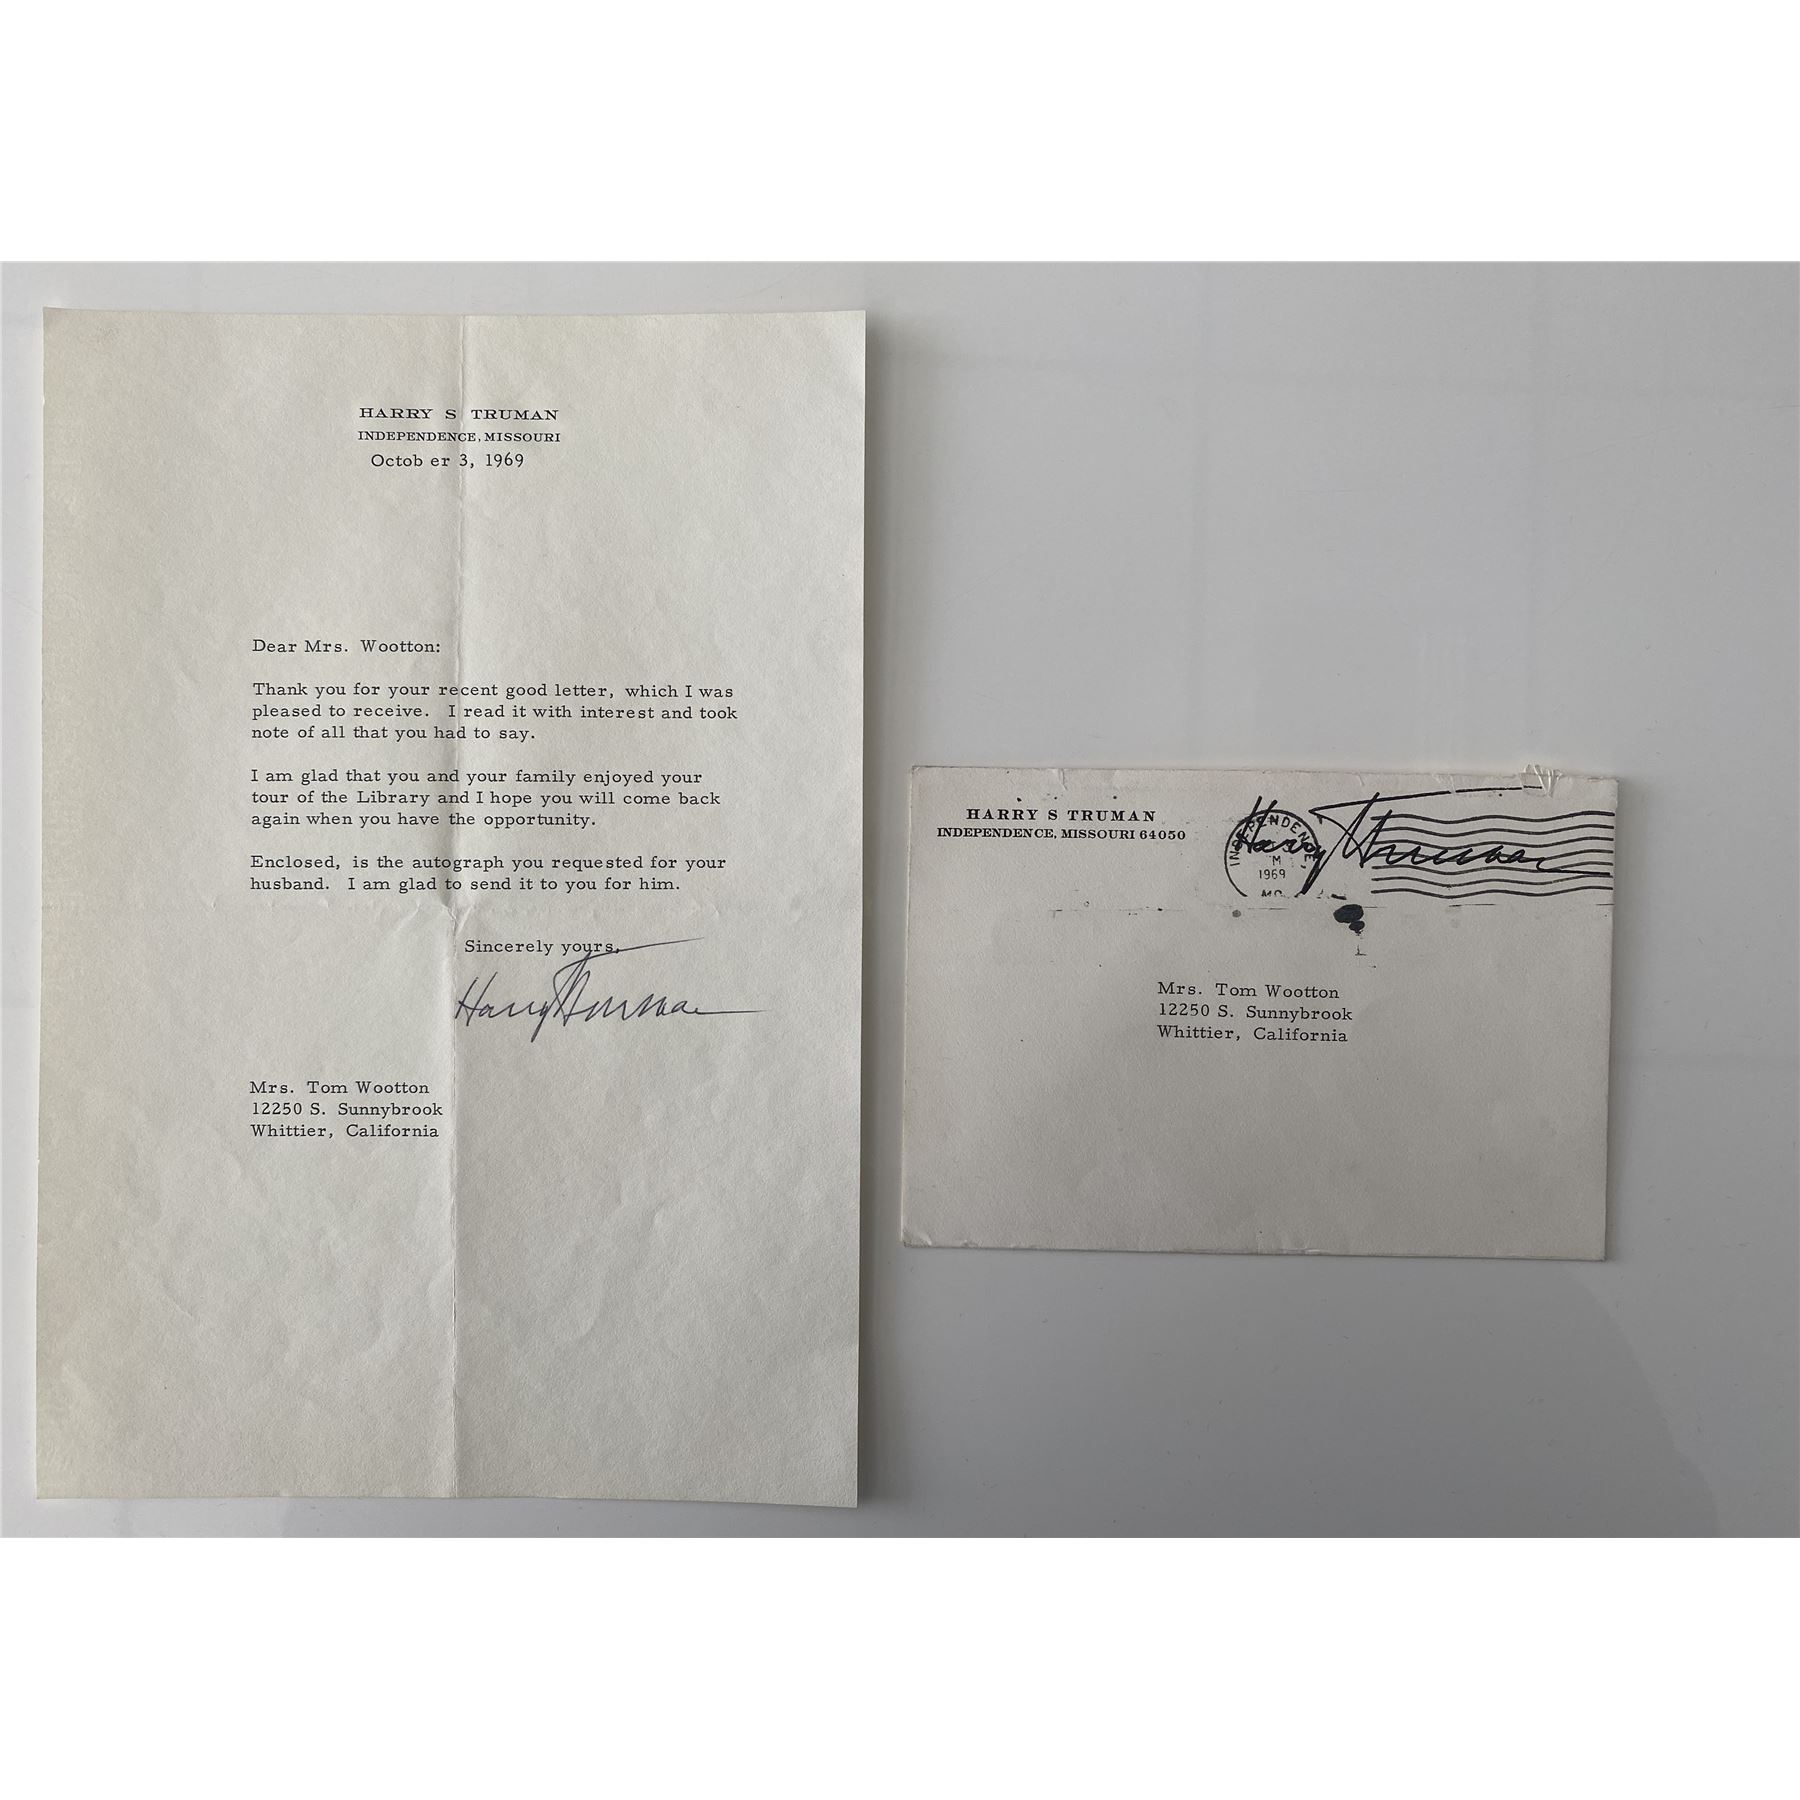 HARRY S TRUMAN
INDEPENDENCE, MISSOURI
Octob er 3, 1969
Dear Mrs. Wootton:
Thank you for your recent good letter, which I was
pleased to receive. I read it with interest and took
note of all that you had to say.
I am glad that you and your family enjoyed your
tour of the Library and I hope you will come back
again when you have the opportunity.
Enclosed, is the autograph you requested for your
husband. I am glad to send it to you for him.
Sincerely yours,
Harry Truman
Mrs. Tom Wootton
12250 S. Sunnybrook
Whittier, California
HARRY S TRUMAN
INDEPENDENCE, MISSOURI 64050
Harry Truman
INDEPENDENCE,
M
1969
MO
Mrs. Tom Wootton
12250 S. Sunnybrook
Whittier, California